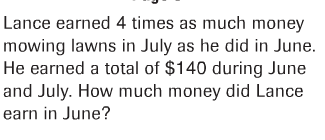 Lance earned 4 times as much money
mowing lawns in July as he did in June.
He earned a total of $140 during June
and July. How much money did Lance
earn in June?